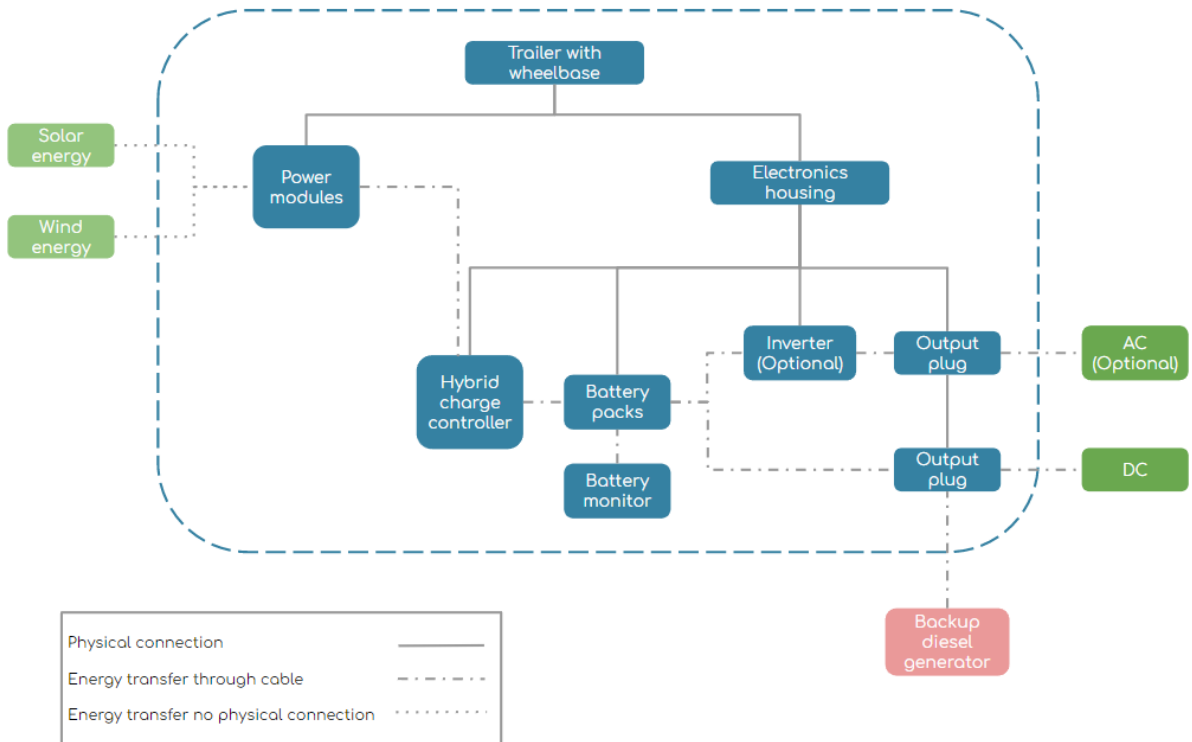 Trailer with
wheelbase
Solar
energy
Power
modules
Electronics
housing
Wind
energy
Inverter
(Optional)
Output
plug
AC
(Optional)
Hybrid
charge
controller
Battery
packs
Battery
monitor
Output
plug
DC
Backup
diesel
generator
Physical connection
Energy transfer through cable
Energy transfer no physical connection